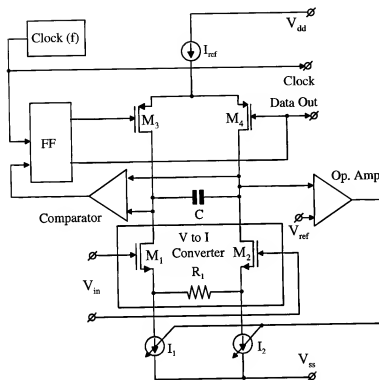 Clock (f)
V_dd
I_ref
Clock
Data Out
M_3
M_4
FF
Op. Amp
Comparator
C
V_ref
V to I
Converter
M_1
M_2
R_1
V_in
I_1
I_2
V_ss